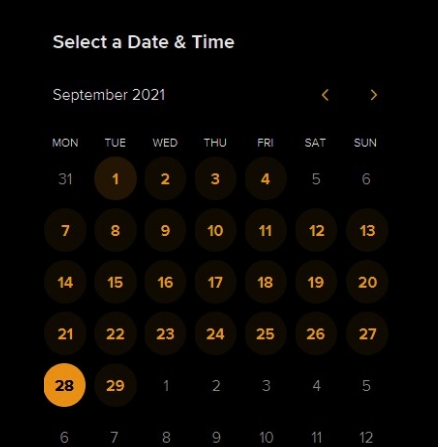 Select a Date & Time
September 2021
MON TUE WED THU FRI SAT SUN
31 1 2 3 4 5 6
7 8 9 10 11 12 13
14 15 16 17 18 19 20
21 22 23 24 25 26 27
28 29 1 2 3 4 5
6 7 8 9 10 11 12